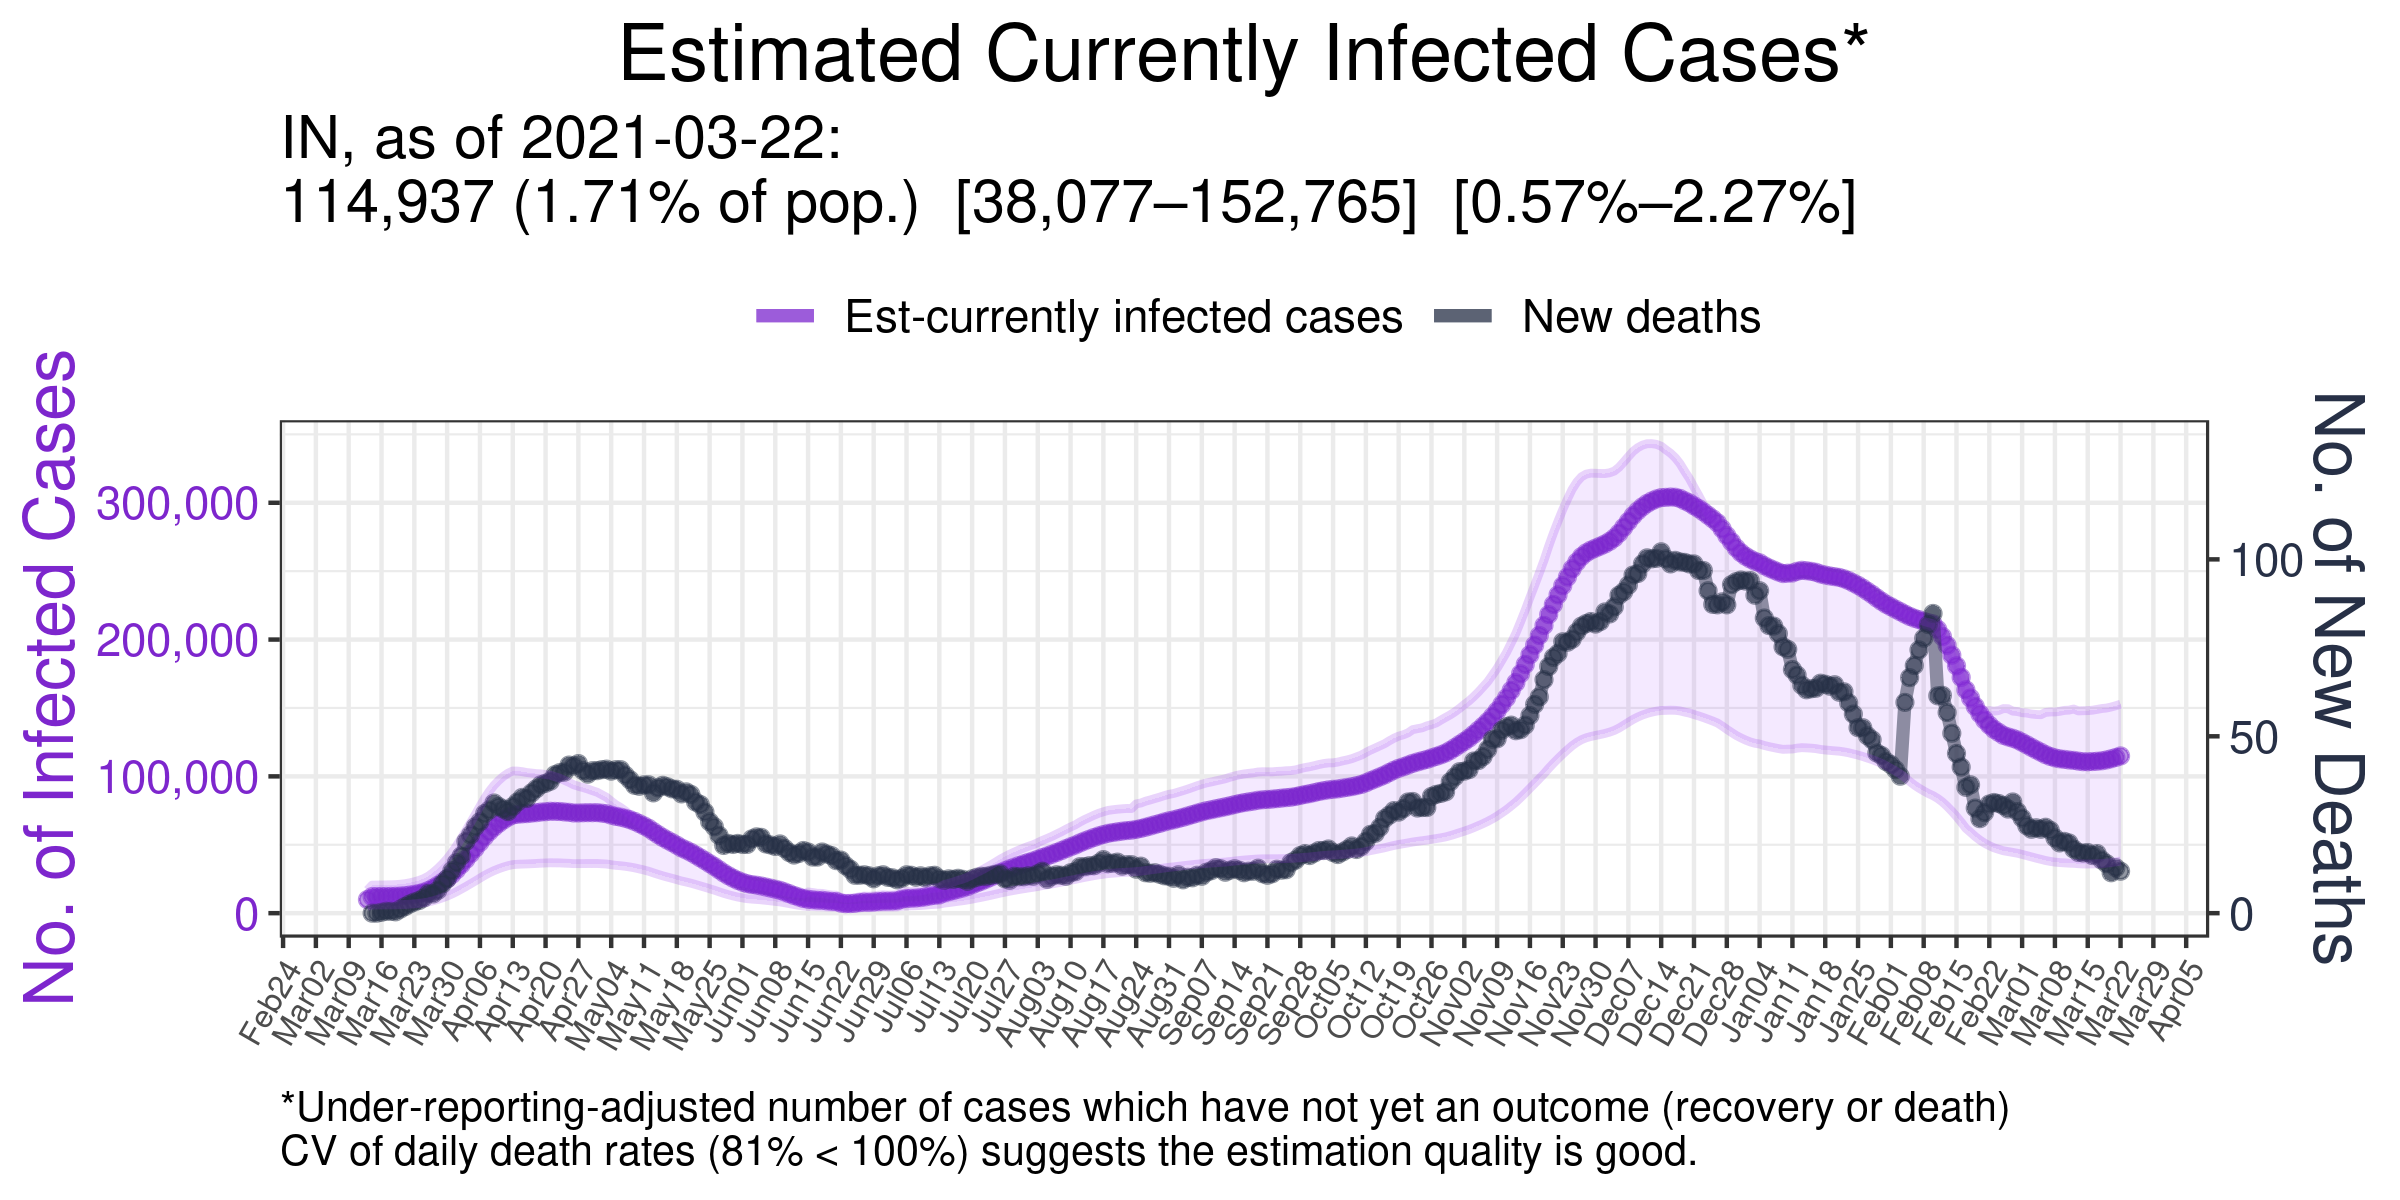 Estimated Currently Infected Cases*
IN, as of 2021-03-22:
114,937 (1.71% of pop.) [38,077–152,765] [0.57%–2.27%]
Est-currently infected cases New deaths
No. of Infected Cases
300,000
200,000
100,000
0
100
50
0
No. of New Deaths
Feb24 Mar02 Mar09 Mar16 Mar23 Mar30 Apr06 Apr13 Apr20 Apr27 May04 May11 May18 May25 Jun01 Jun08 Jun15 Jun22 Jun29 Jul06 Jul13 Jul20 Jul27 Aug03 Aug10 Aug17 Aug24 Aug31 Sep07 Sep14 Sep21 Sep28 Oct05 Oct12 Oct19 Oct26 Nov02 Nov09 Nov16 Nov23 Nov30 Dec07 Dec14 Dec21 Dec28 Jan04 Jan11 Jan18 Jan25 Feb01 Feb08 Feb15 Feb22 Mar01 Mar08 Mar15 Mar22 Mar29 Apr05
*Under-reporting-adjusted number of cases which have not yet an outcome (recovery or death)
CV of daily death rates (81% < 100%) suggests the estimation quality is good.